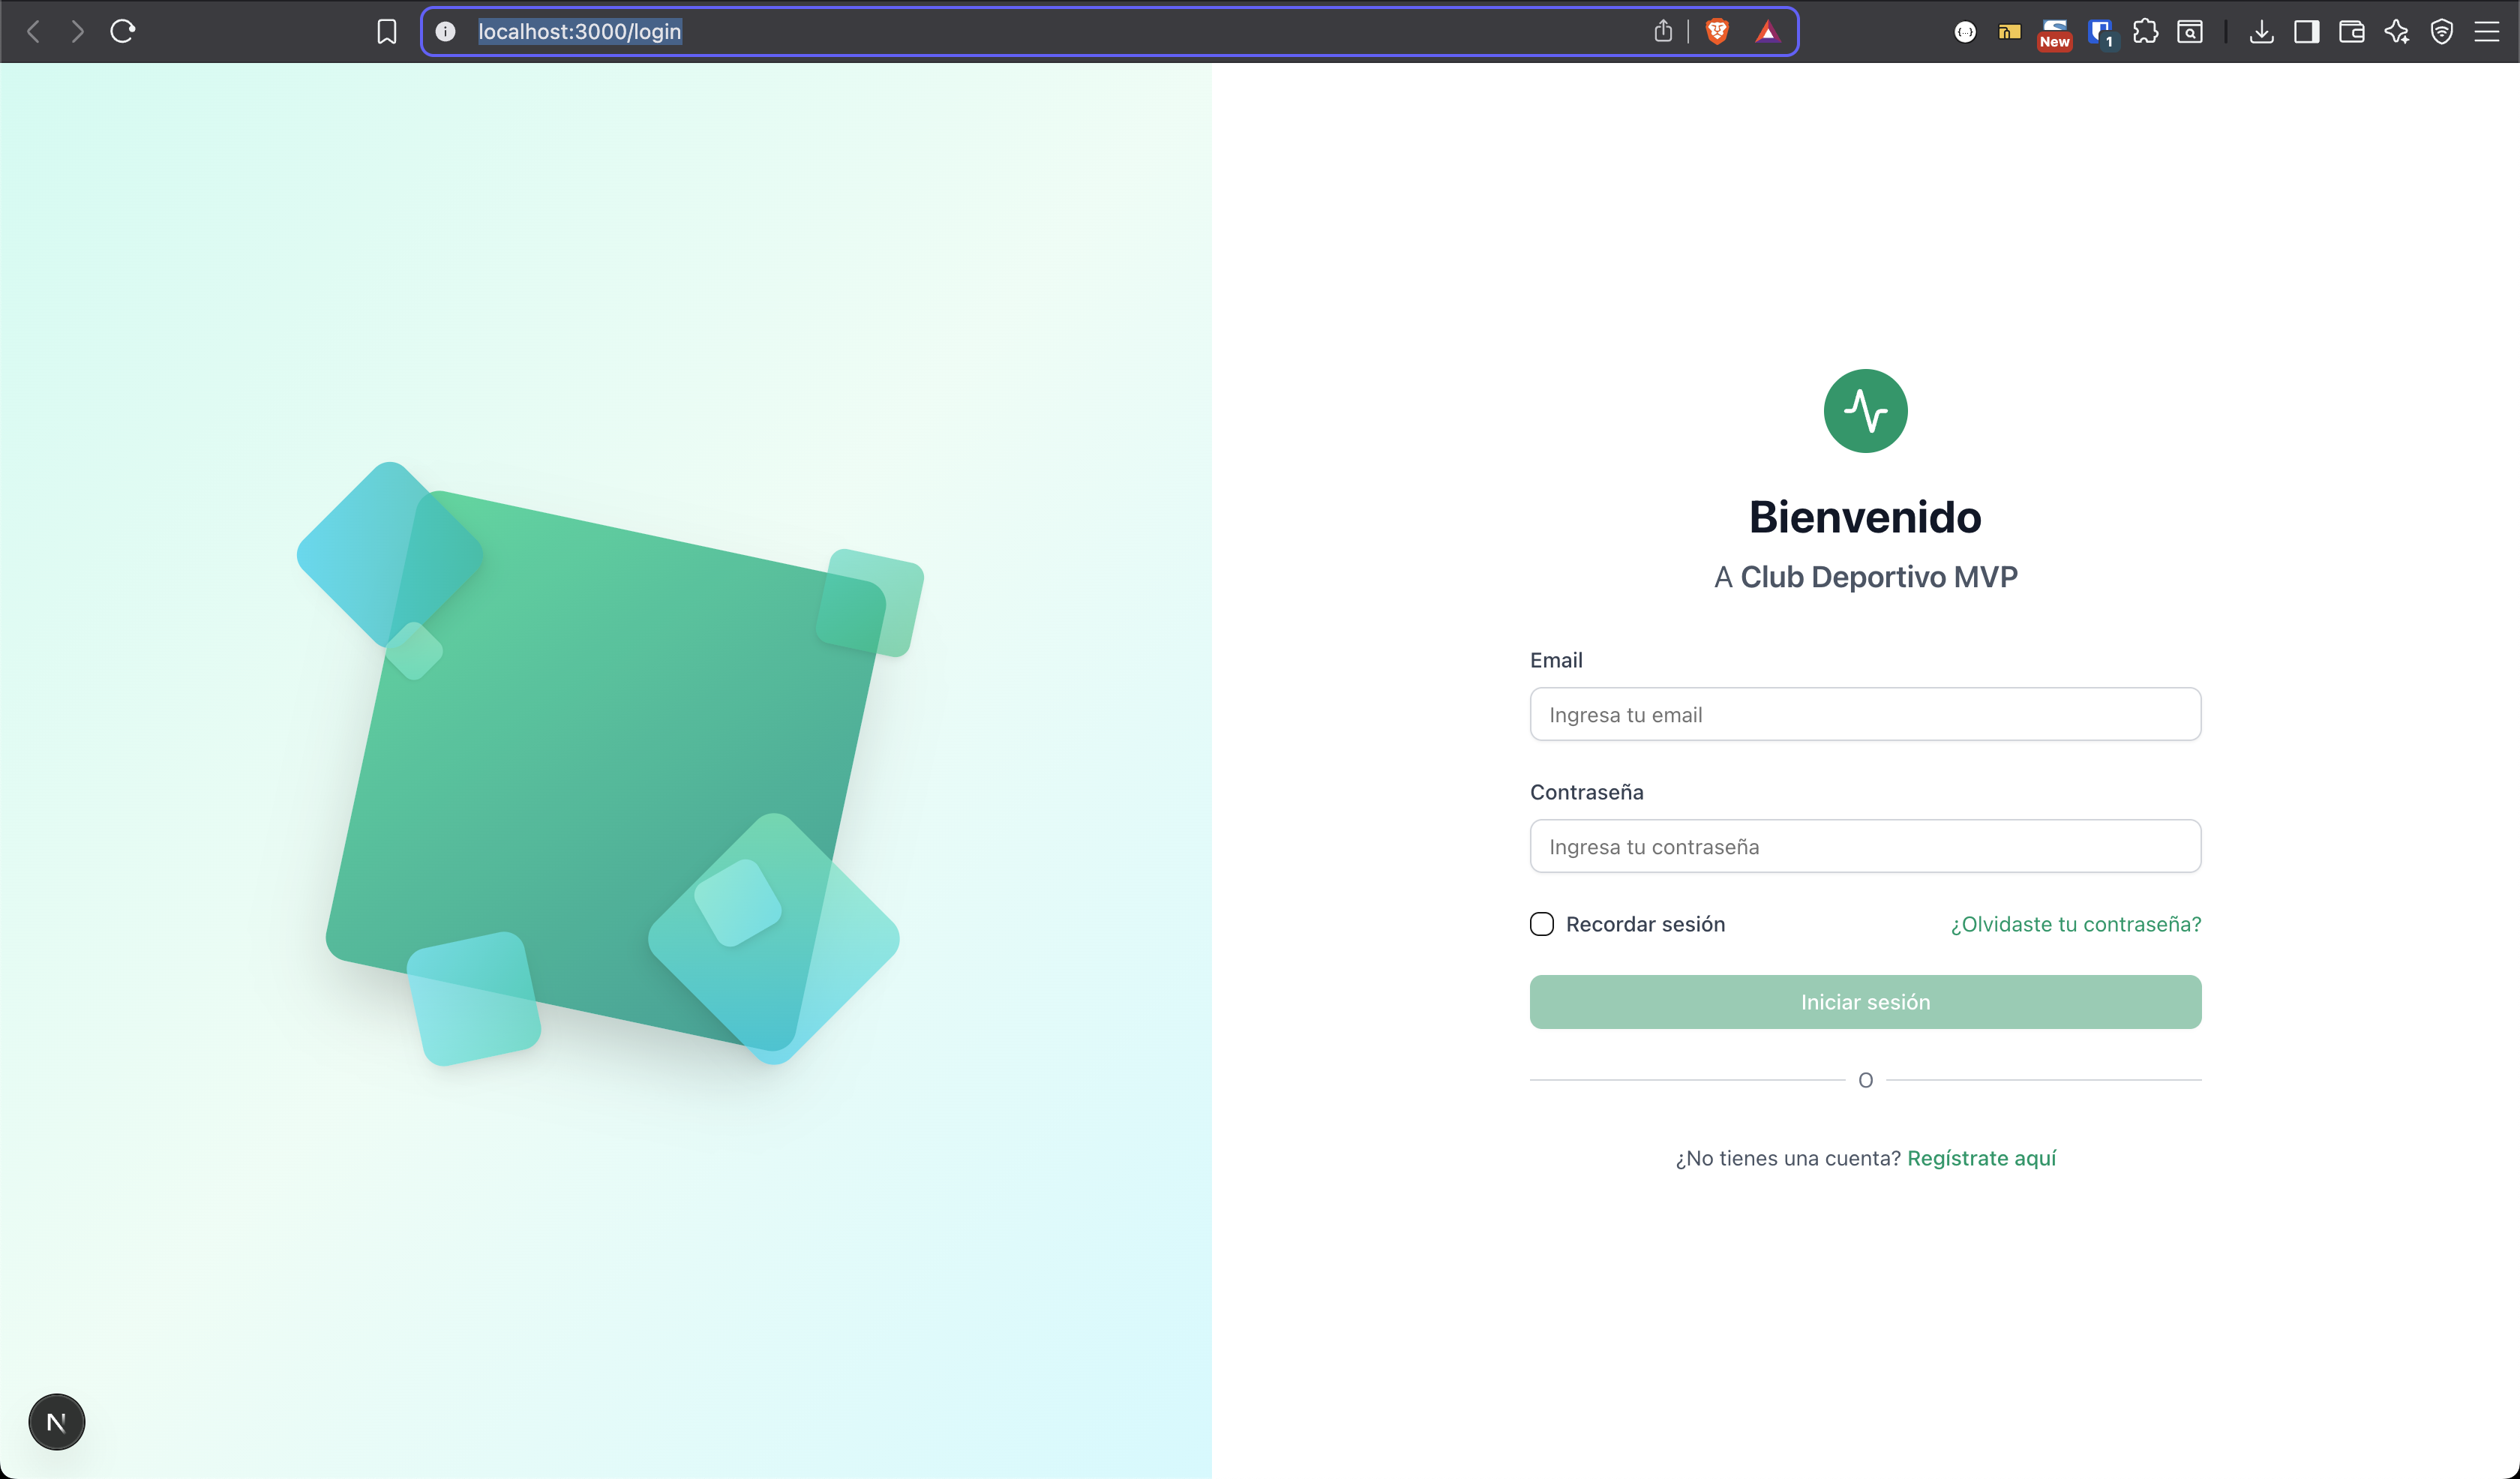 localhost:3000/login
New
1
Bienvenido
A Club Deportivo MVP
Email
Ingresa tu email
Contraseña
Ingresa tu contraseña
Recordar sesión
¿Olvidaste tu contraseña?
Iniciar sesión
O
¿No tienes una cuenta? Regístrate aquí
N